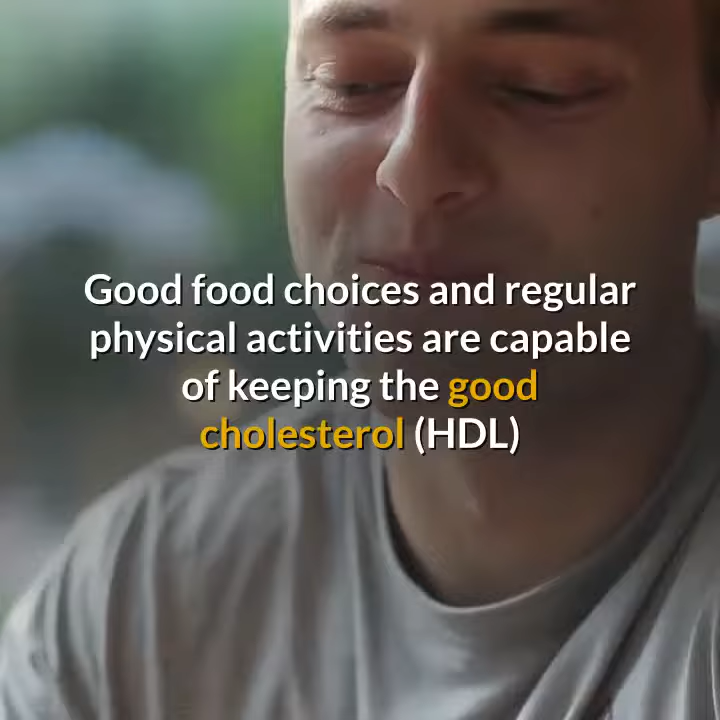 Good food choices and regular
physical activities are capable
of keeping the good
cholesterol (HDL)